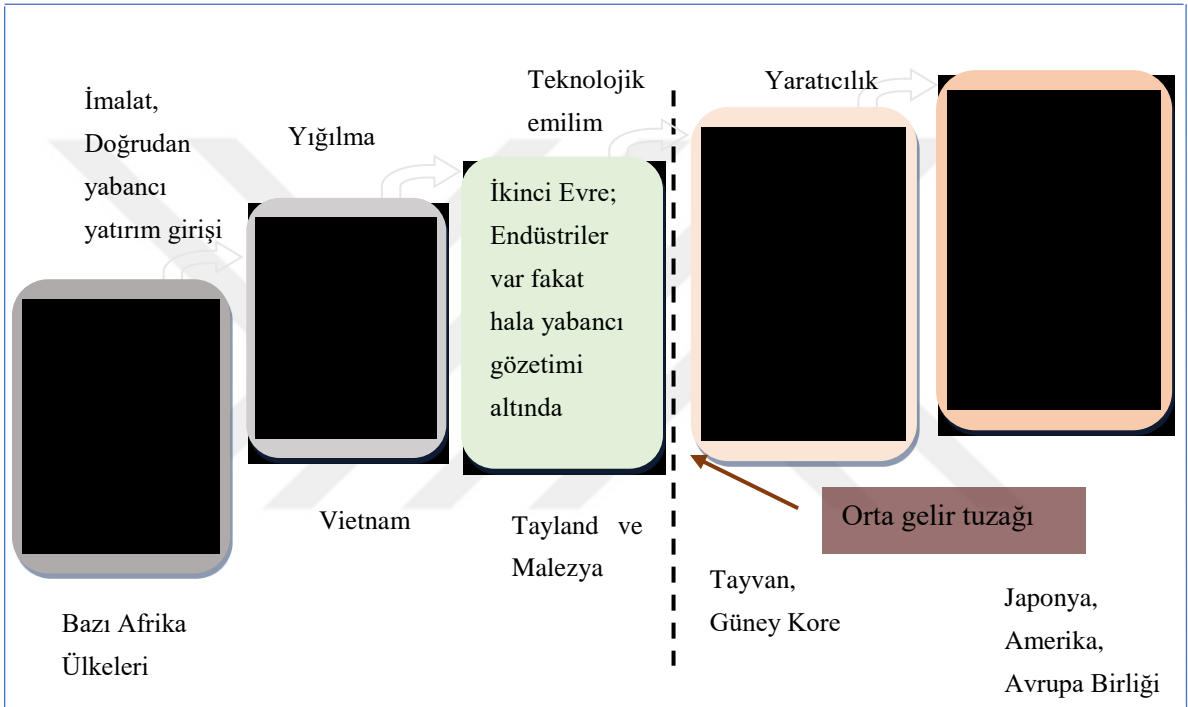 İmalat,
Doğrudan
yabancı
yatırım girişi
Yığılma
Teknolojik
emilim
Yaratıcılık
İkinci Evre;
Endüstriler
var fakat
hala yabancı
gözetimi
altında
Orta gelir tuzağı
Bazı Afrika
Ülkeleri
Vietnam
Tayland ve
Malezya
Tayvan,
Güney Kore
Japonya,
Amerika,
Avrupa Birliği